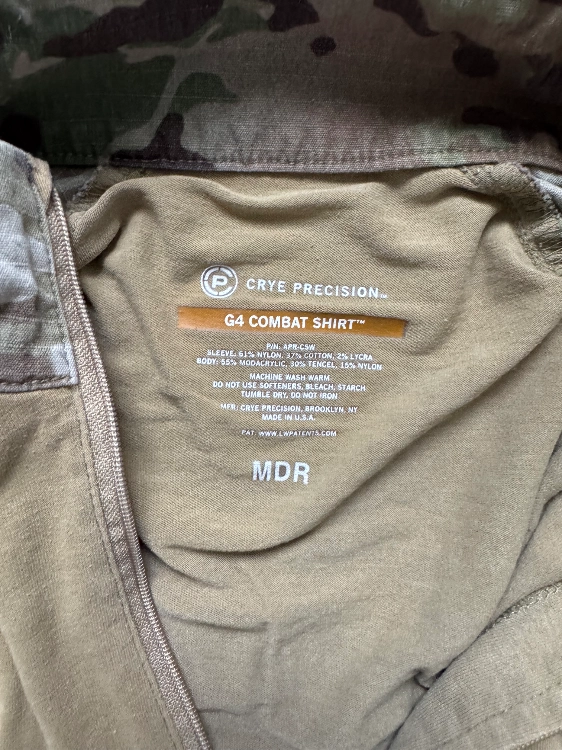 CP
CRYE PRECISION™
G4 COMBAT SHIRT™
P/N: APR-CSW
SLEEVE: 61% NYLON, 37% COTTON, 2% LYCRA
BODY: 55% MODACRYLIC, 30% TENCEL, 15% NYLON
MACHINE WASH WARM
DO NOT USE SOFTENERS, BLEACH, STARCH
TUMBLE DRY, DO NOT IRON
MFR: CRYE PRECISION, BROOKLYN, NY
MADE IN U.S.A.
PAT. WWW.LWPATENTS.COM
MDR